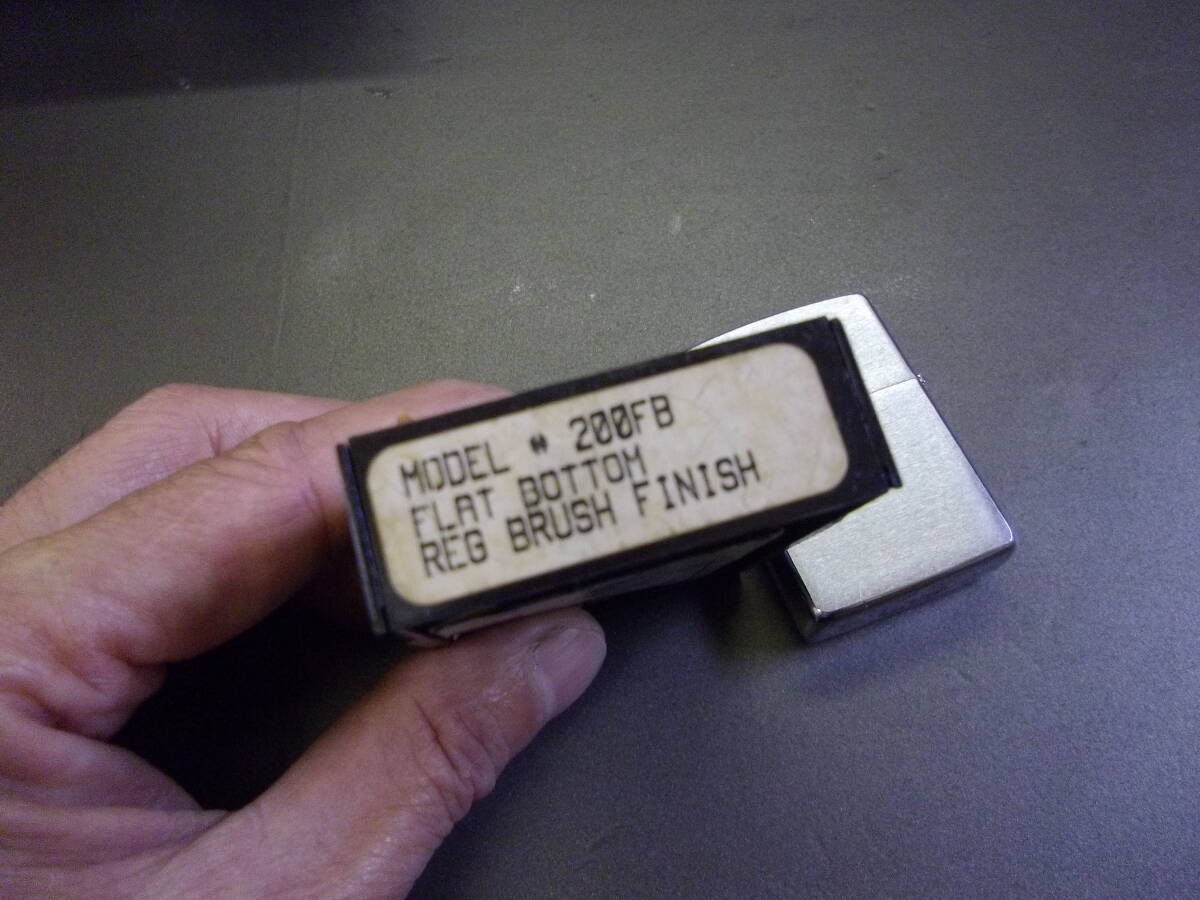 MODEL # 200FB
FLAT BOTTOM
REG BRUSH FINISH